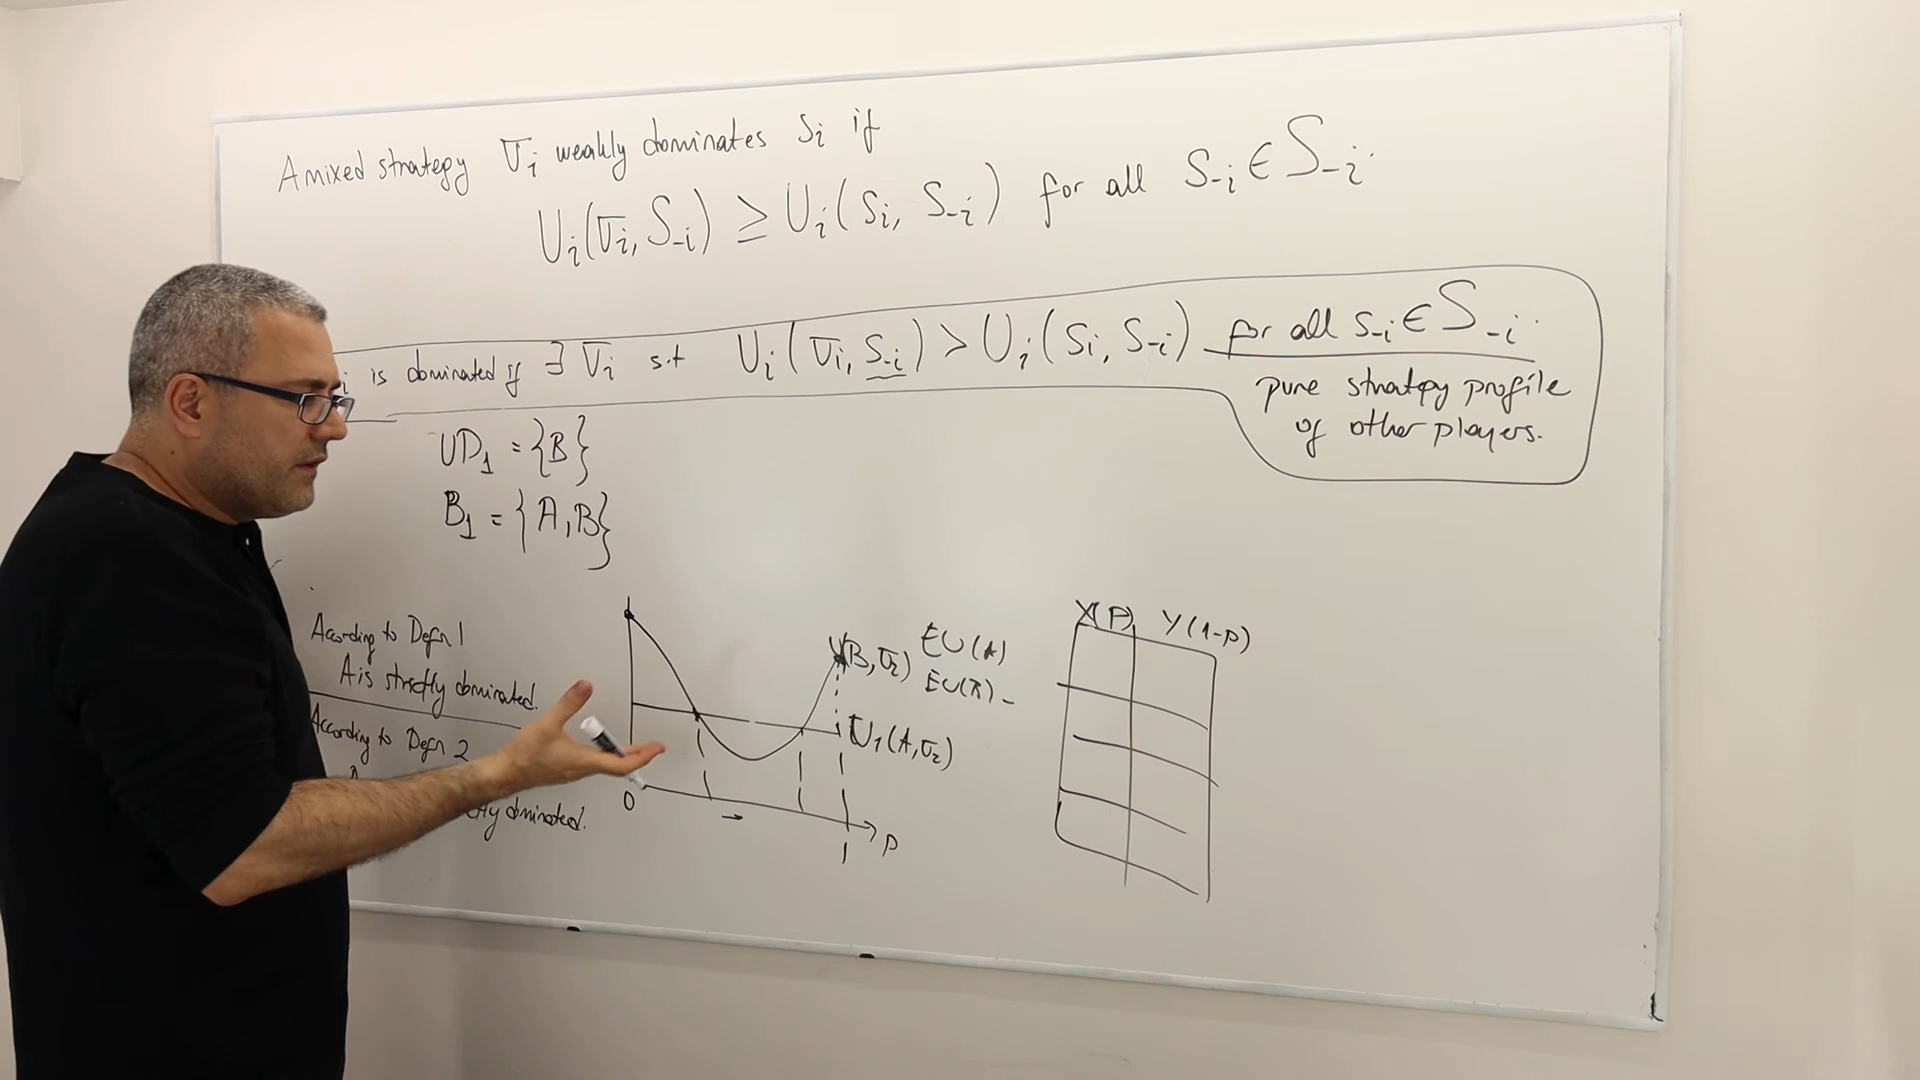 A mixed strategy σi weakly dominates Si if
Ui(σi, S-i) ≥ Ui(Si, S-i) for all S-i ∈ S-i.
i is dominated if ∃ σi s.t Ui(σi, S-i) > Ui(Si, S-i) for all S-i ∈ S-i.
pure strategy profile
of other players.
UD1 = {B}
B1 = {A, B}
According to Defn 1
A is strictly dominated.
According to Defn 2
dominated.
(B, σ2)
U1(A, σ2)
EU(A)
0
1
P
X(P) Y(1-p)